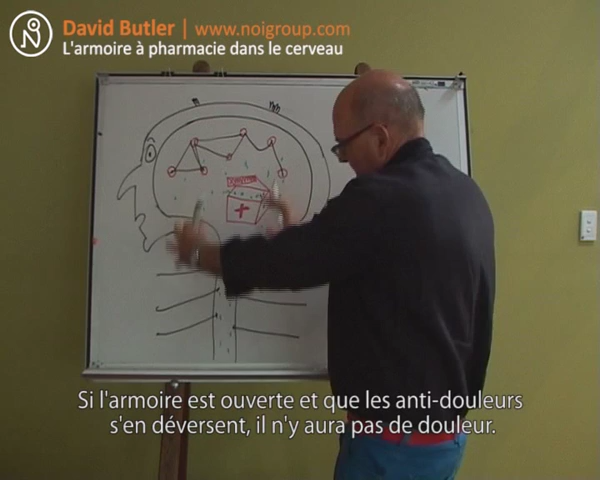 David Butler | www.noigroup.com
L'armoire à pharmacie dans le cerveau
Si l'armoire est ouverte et que les anti-douleurs
s'en déversent, il n'y aura pas de douleur.